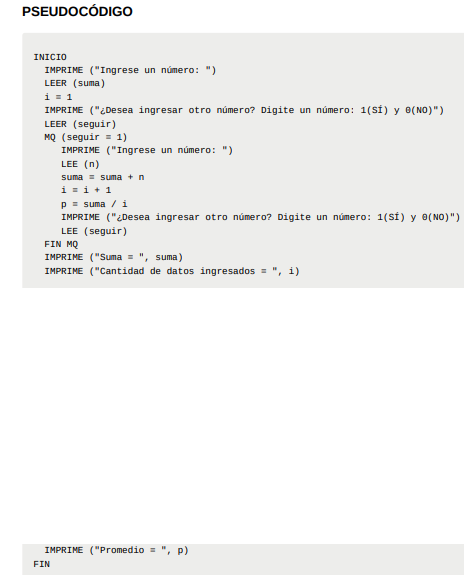 PSEUDOCÓDIGO
INICIO
IMPRIME ("Ingrese un número: ")
LEER (suma)
i = 1
IMPRIME ("¿Desea ingresar otro número? Digite un número: 1(SÍ) y 0(NO)")
LEER (seguir)
MQ (seguir = 1)
IMPRIME ("Ingrese un número: ")
LEE (n)
suma = suma + n
i = i + 1
p = suma / i
IMPRIME ("¿Desea ingresar otro número? Digite un número: 1(SÍ) y 0(NO)")
LEE (seguir)
FIN MQ
IMPRIME ("Suma = ", suma)
IMPRIME ("Cantidad de datos ingresados = ", i)
IMPRIME ("Promedio = ", p)
FIN